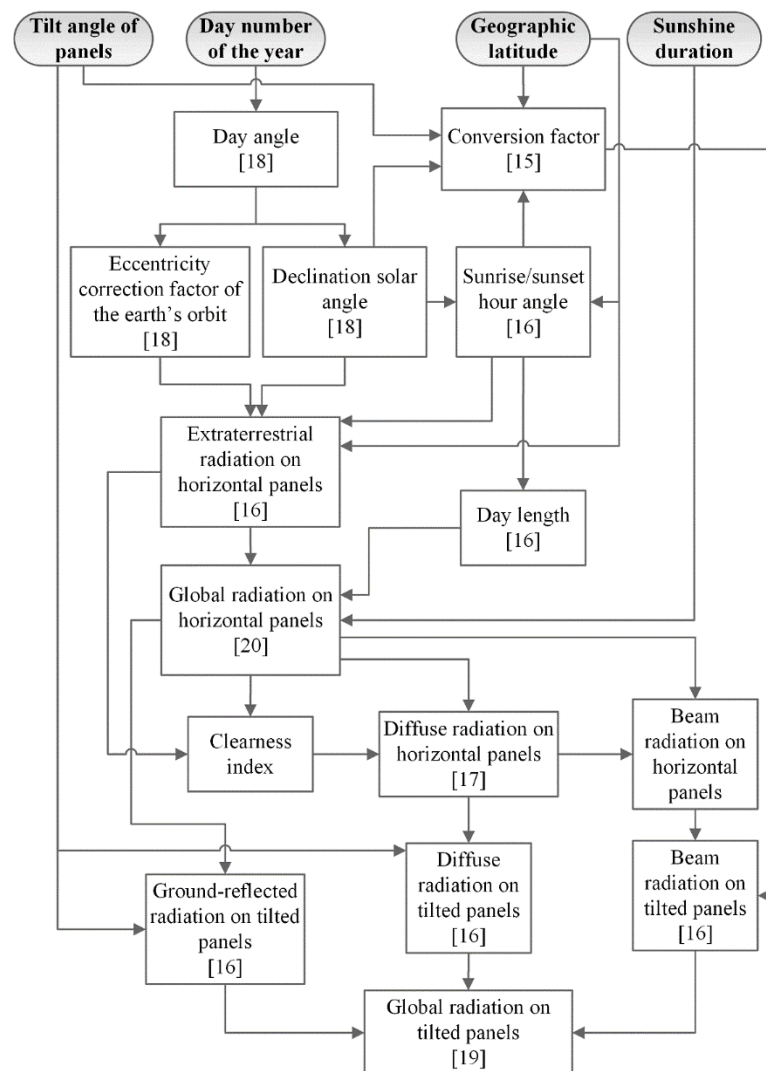 Tilt angle of
panels
Day number
of the year
Geographic
latitude
Sunshine
duration
Day angle
[18]
Conversion factor
[15]
Eccentricity
correction factor of
the earth's orbit
[18]
Declination solar
angle
[18]
Sunrise/sunset
hour angle
[16]
Extraterrestrial
radiation on
horizontal panels
[16]
Day length
[16]
Global radiation on
horizontal panels
[20]
Clearness
index
Diffuse radiation on
horizontal panels
[17]
Beam
radiation on
horizontal
panels
Ground-reflected
radiation on tilted
panels
[16]
Diffuse
radiation on
tilted panels
[16]
Beam
radiation on
tilted panels
[16]
Global radiation on
tilted panels
[19]